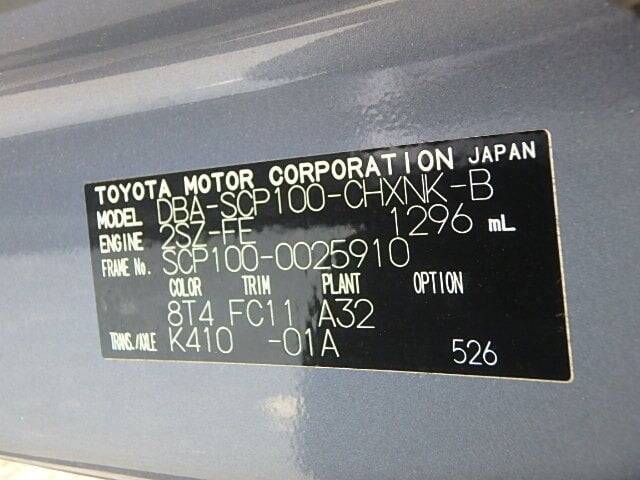 TOYOTA MOTOR CORPORATION JAPAN
MODEL DBA-SCP100-CHXNK-B
ENGINE 2SZ-FE 1296 mL
FRAME No. SCP100-0025910
COLOR TRIM PLANT OPTION
8T4 FC11 A32
TRANS./AXLE K410 -01A
526